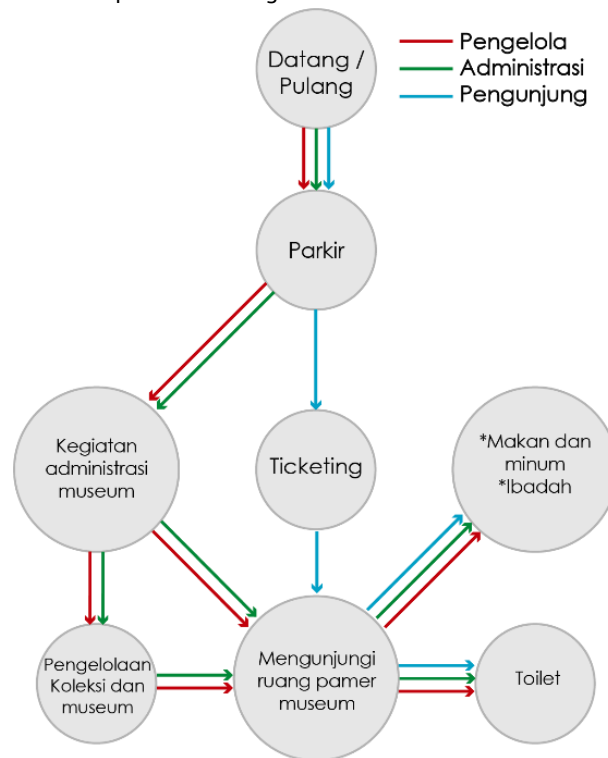 Datang /
Pulang
Pengelola
Administrasi
Pengunjung
Parkir
Kegiatan
administrasi
museum
Ticketing
*Makan dan
minum
*Ibadah
Pengelolaan
Koleksi dan
museum
Mengunjungi
ruang pamer
museum
Toilet